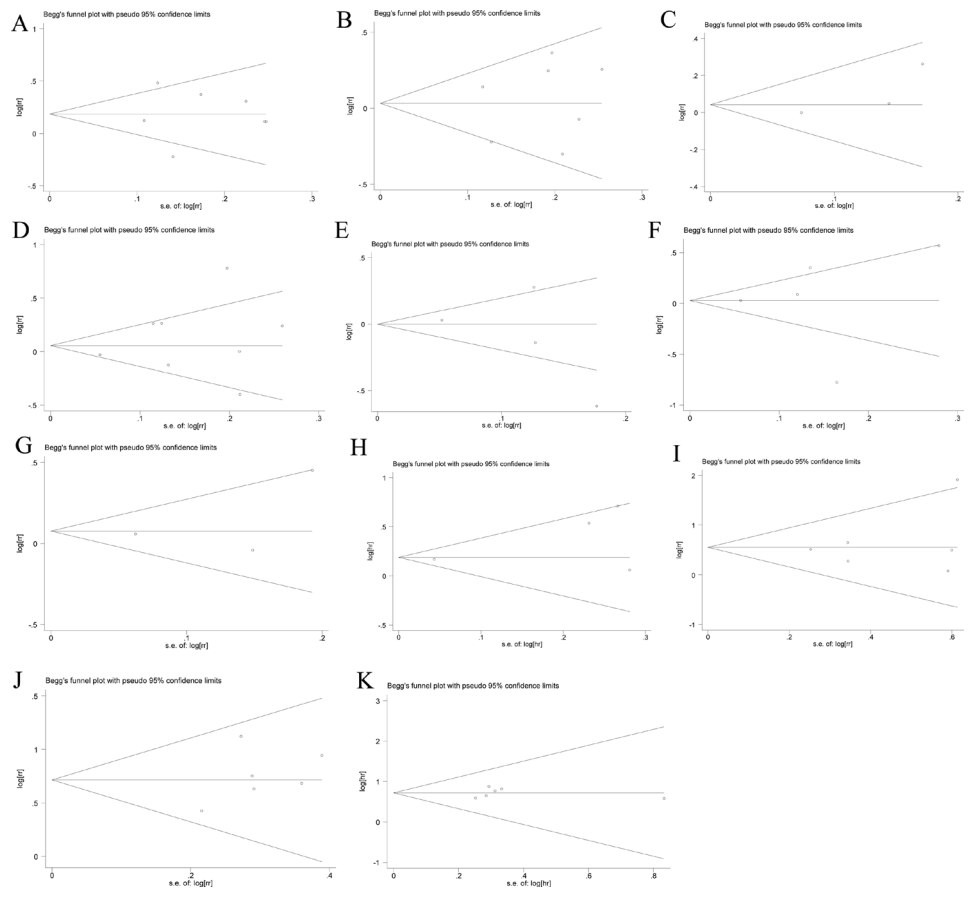 A
Begg's funnel plot with pseudo 95% confidence limits
1
.5
0
-.5
log[rr]
0 .1 .2 .3
s.e. of: log[rr]
B
Begg's funnel plot with pseudo 95% confidence limits
.5
0
-.5
log[rr]
0 .1 .2 .3
s.e. of: log[rr]
C
Begg's funnel plot with pseudo 95% confidence limits
.4
.2
0
-.2
-.4
log[rr]
0 .1 .2
s.e. of: log[rr]
D
Begg's funnel plot with pseudo 95% confidence limits
1
.5
0
-.5
log[rr]
0 .1 .2 .3
s.e. of: log[rr]
E
Begg's funnel plot with pseudo 95% confidence limits
.5
0
-.5
log[rr]
0 .1 .2
s.e. of: log[rr]
F
Begg's funnel plot with pseudo 95% confidence limits
.5
0
-.5
-1
log[rr]
0 .1 .2 .3
s.e. of: log[rr]
G
Begg's funnel plot with pseudo 95% confidence limits
.5
0
-.5
log[rr]
0 .1 .2
s.e. of: log[rr]
H
Begg's funnel plot with pseudo 95% confidence limits
1
.5
0
-.5
log[hr]
0 .1 .2 .3
s.e. of: log[hr]
I
Begg's funnel plot with pseudo 95% confidence limits
2
1
0
-1
log[rr]
0 .2 .4 .6
s.e. of: log[rr]
J
Begg's funnel plot with pseudo 95% confidence limits
.5
1
.5
0
log[rr]
0 .1 .2 .3 .4
s.e. of: log[rr]
K
Begg's funnel plot with pseudo 95% confidence limits
3
2
1
0
-1
log[hr]
0 .2 .4 .6 .8
s.e. of: log[hr]